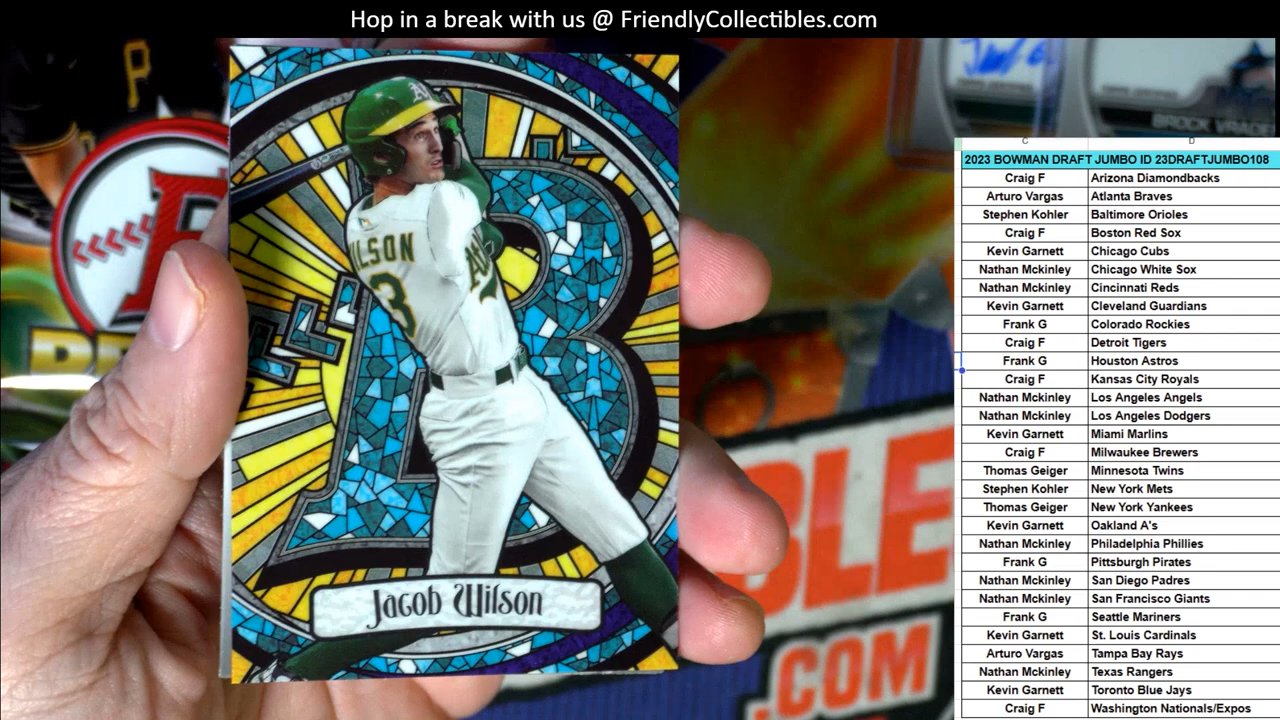 Hop in a break with us @ FriendlyCollectibles.com
P
BROCK
A's
WILSON
3
A's
B
Jacob Wilson
BLE
.COM
C D
2023 BOWMAN DRAFT JUMBO ID 23DRAFTJUMBO108
Craig F Arizona Diamondbacks
Arturo Vargas Atlanta Braves
Stephen Kohler Baltimore Orioles
Craig F Boston Red Sox
Kevin Garnett Chicago Cubs
Nathan Mckinley Chicago White Sox
Nathan Mckinley Cincinnati Reds
Kevin Garnett Cleveland Guardians
Frank G Colorado Rockies
Craig F Detroit Tigers
Frank G Houston Astros
Craig F Kansas City Royals
Nathan Mckinley Los Angeles Angels
Nathan Mckinley Los Angeles Dodgers
Kevin Garnett Miami Marlins
Craig F Milwaukee Brewers
Thomas Geiger Minnesota Twins
Stephen Kohler New York Mets
Thomas Geiger New York Yankees
Kevin Garnett Oakland A's
Nathan Mckinley Philadelphia Phillies
Frank G Pittsburgh Pirates
Nathan Mckinley San Diego Padres
Nathan Mckinley San Francisco Giants
Frank G Seattle Mariners
Kevin Garnett St. Louis Cardinals
Arturo Vargas Tampa Bay Rays
Nathan Mckinley Texas Rangers
Kevin Garnett Toronto Blue Jays
Craig F Washington Nationals/Expos